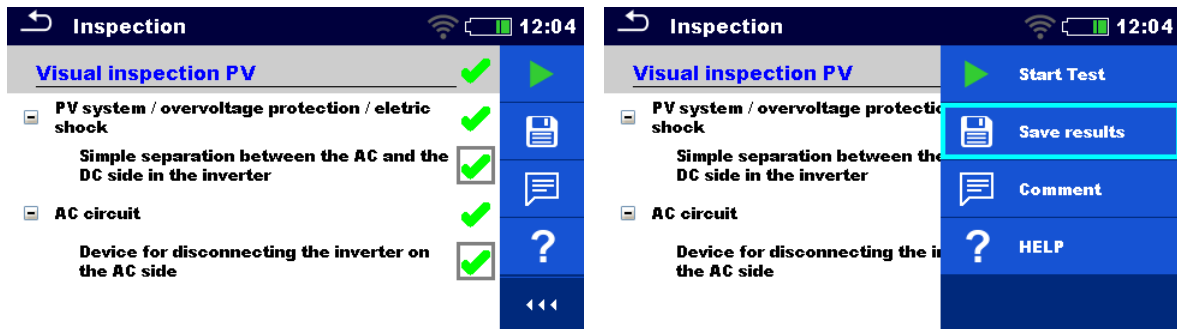 Inspection 12:04
Visual inspection PV
PV system / overvoltage protection / eletric
shock
Simple separation between the AC and the
DC side in the inverter
AC circuit
Device for disconnecting the inverter on
the AC side
?
Inspection 12:04
Visual inspection PV
PV system / overvoltage protectio
shock
Simple separation between the
DC side in the inverter
AC circuit
Device for disconnecting the i
the AC side
Start Test
Save results
Comment
? HELP